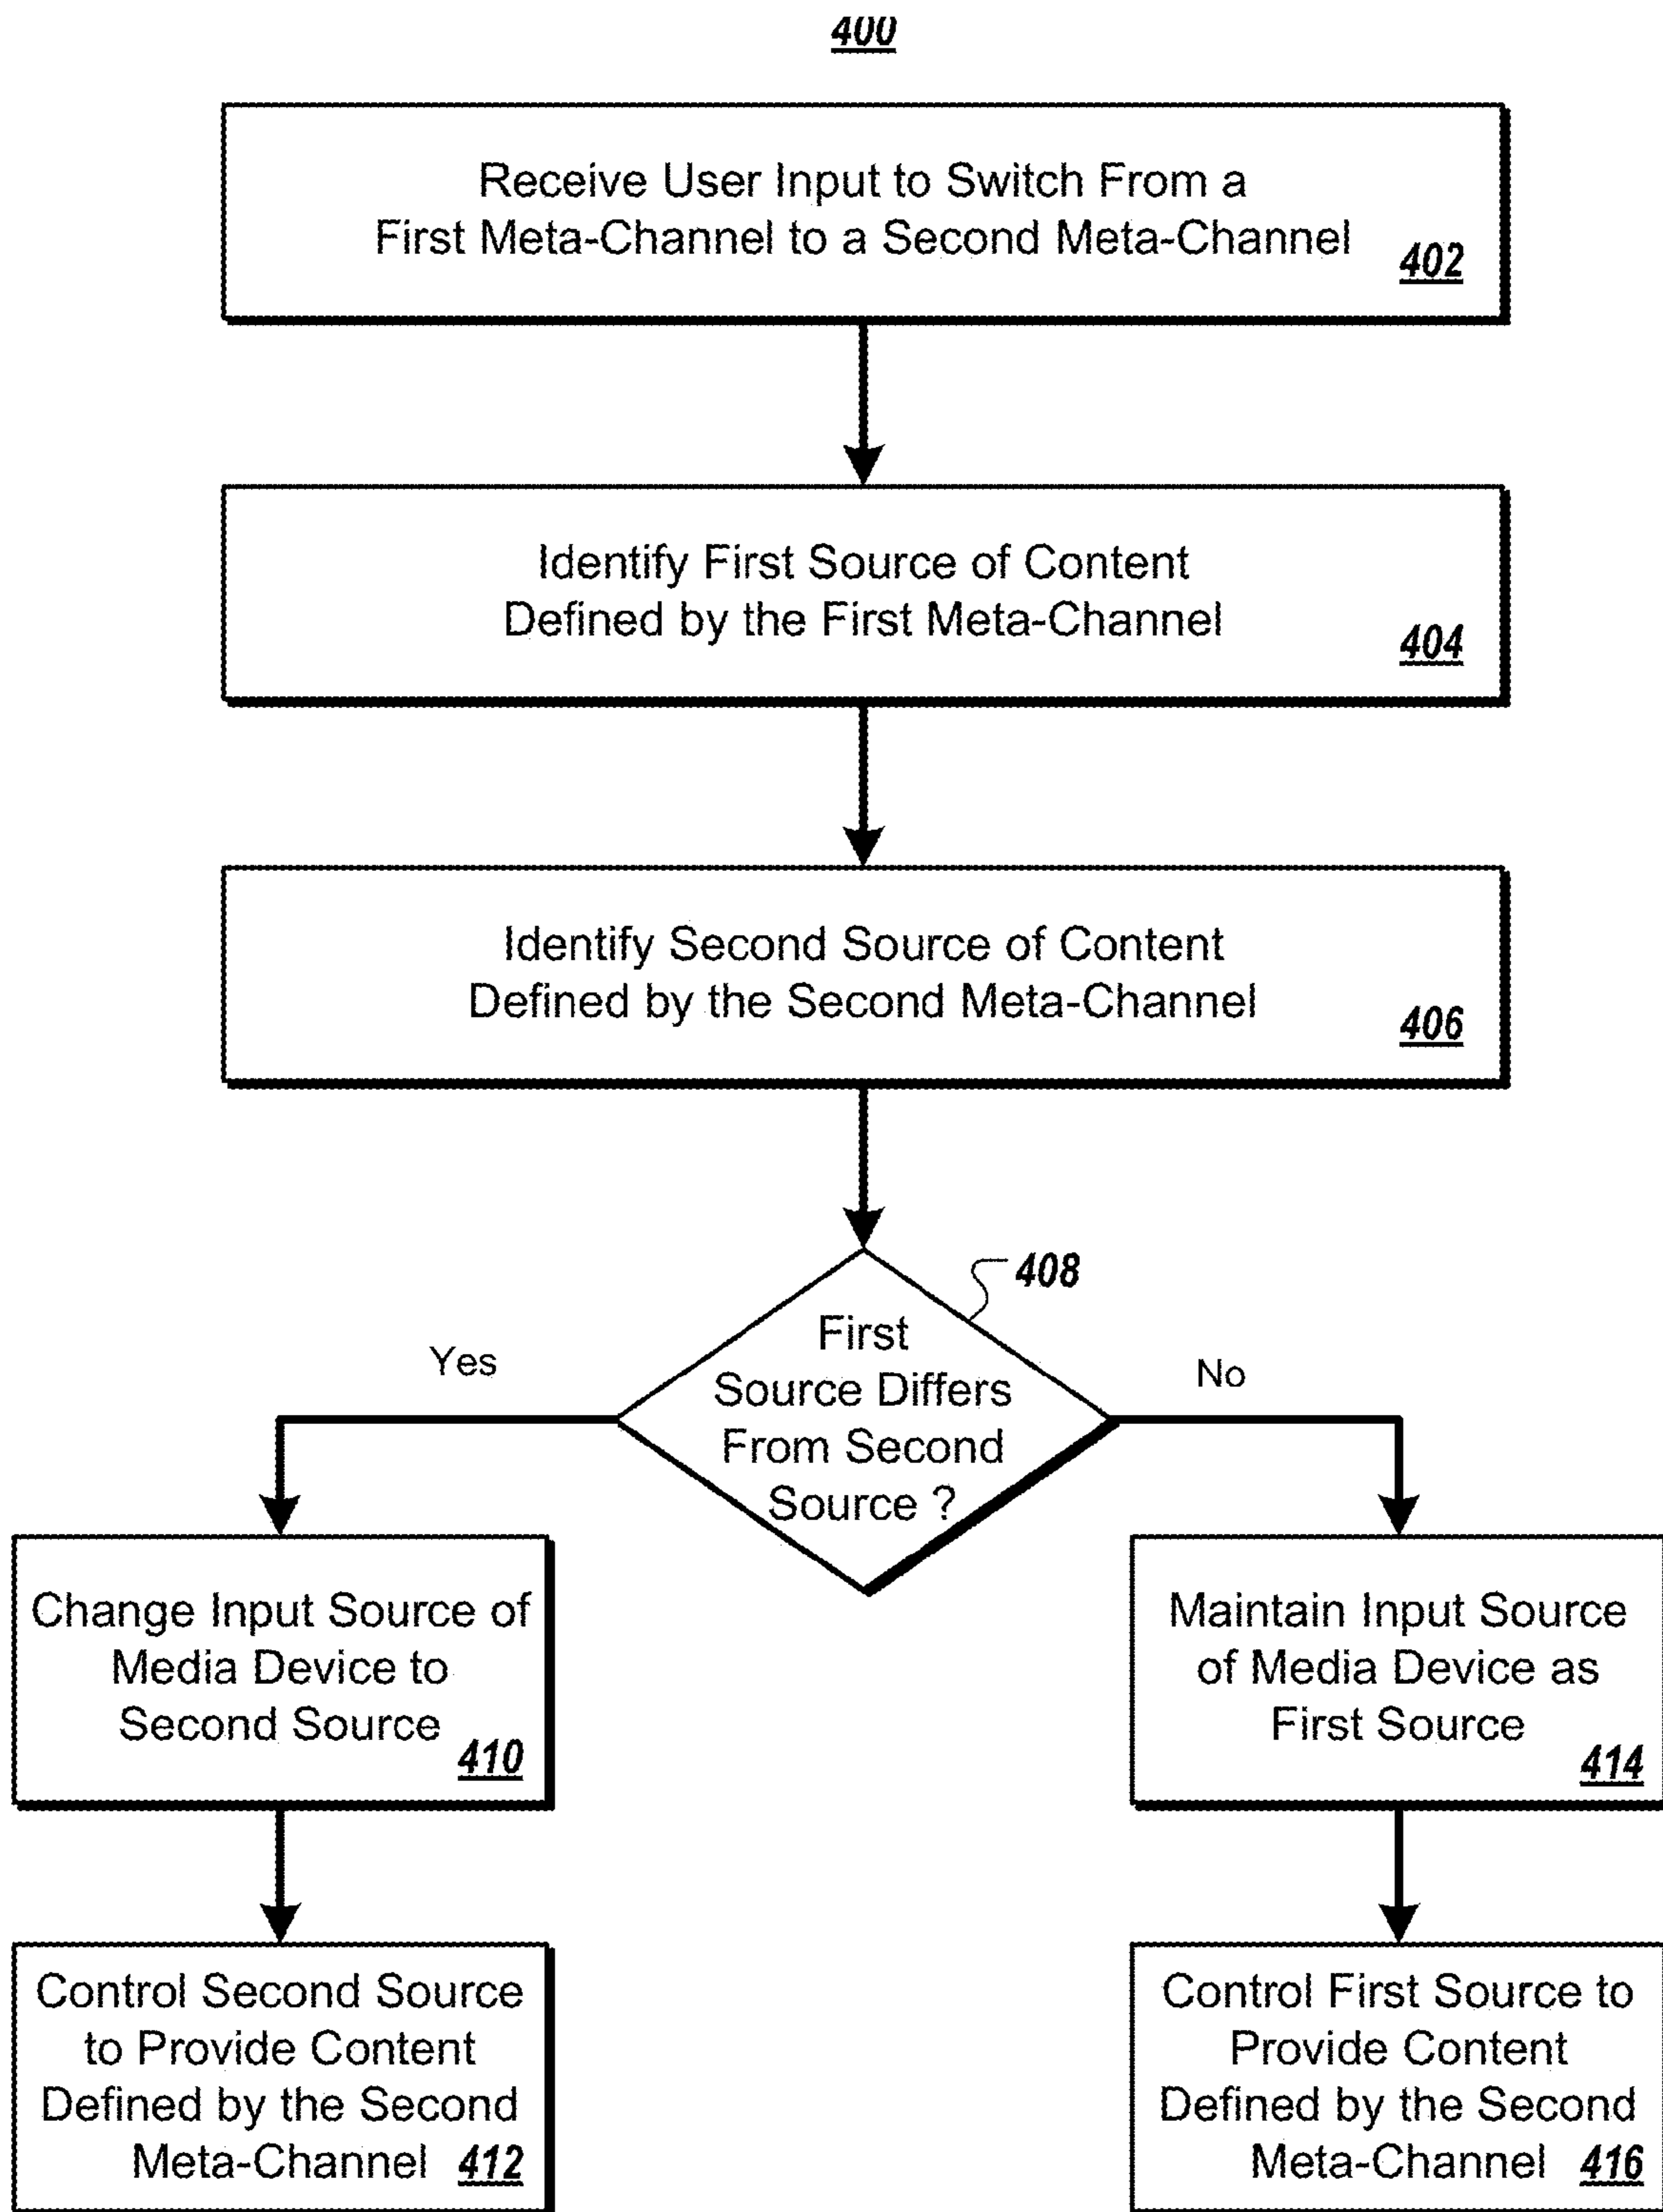 400
Receive User Input to Switch From a
First Meta-Channel to a Second Meta-Channel
402
Identify First Source of Content
Defined by the First Meta-Channel
404
Identify Second Source of Content
Defined by the Second Meta-Channel
406
408
First
Source Differs
From Second
Source ?
Yes
No
Change Input Source of
Media Device to
Second Source
410
Maintain Input Source
of Media Device as
First Source
414
Control Second Source
to Provide Content
Defined by the Second
Meta-Channel 412
Control First Source to
Provide Content
Defined by the Second
Meta-Channel 416